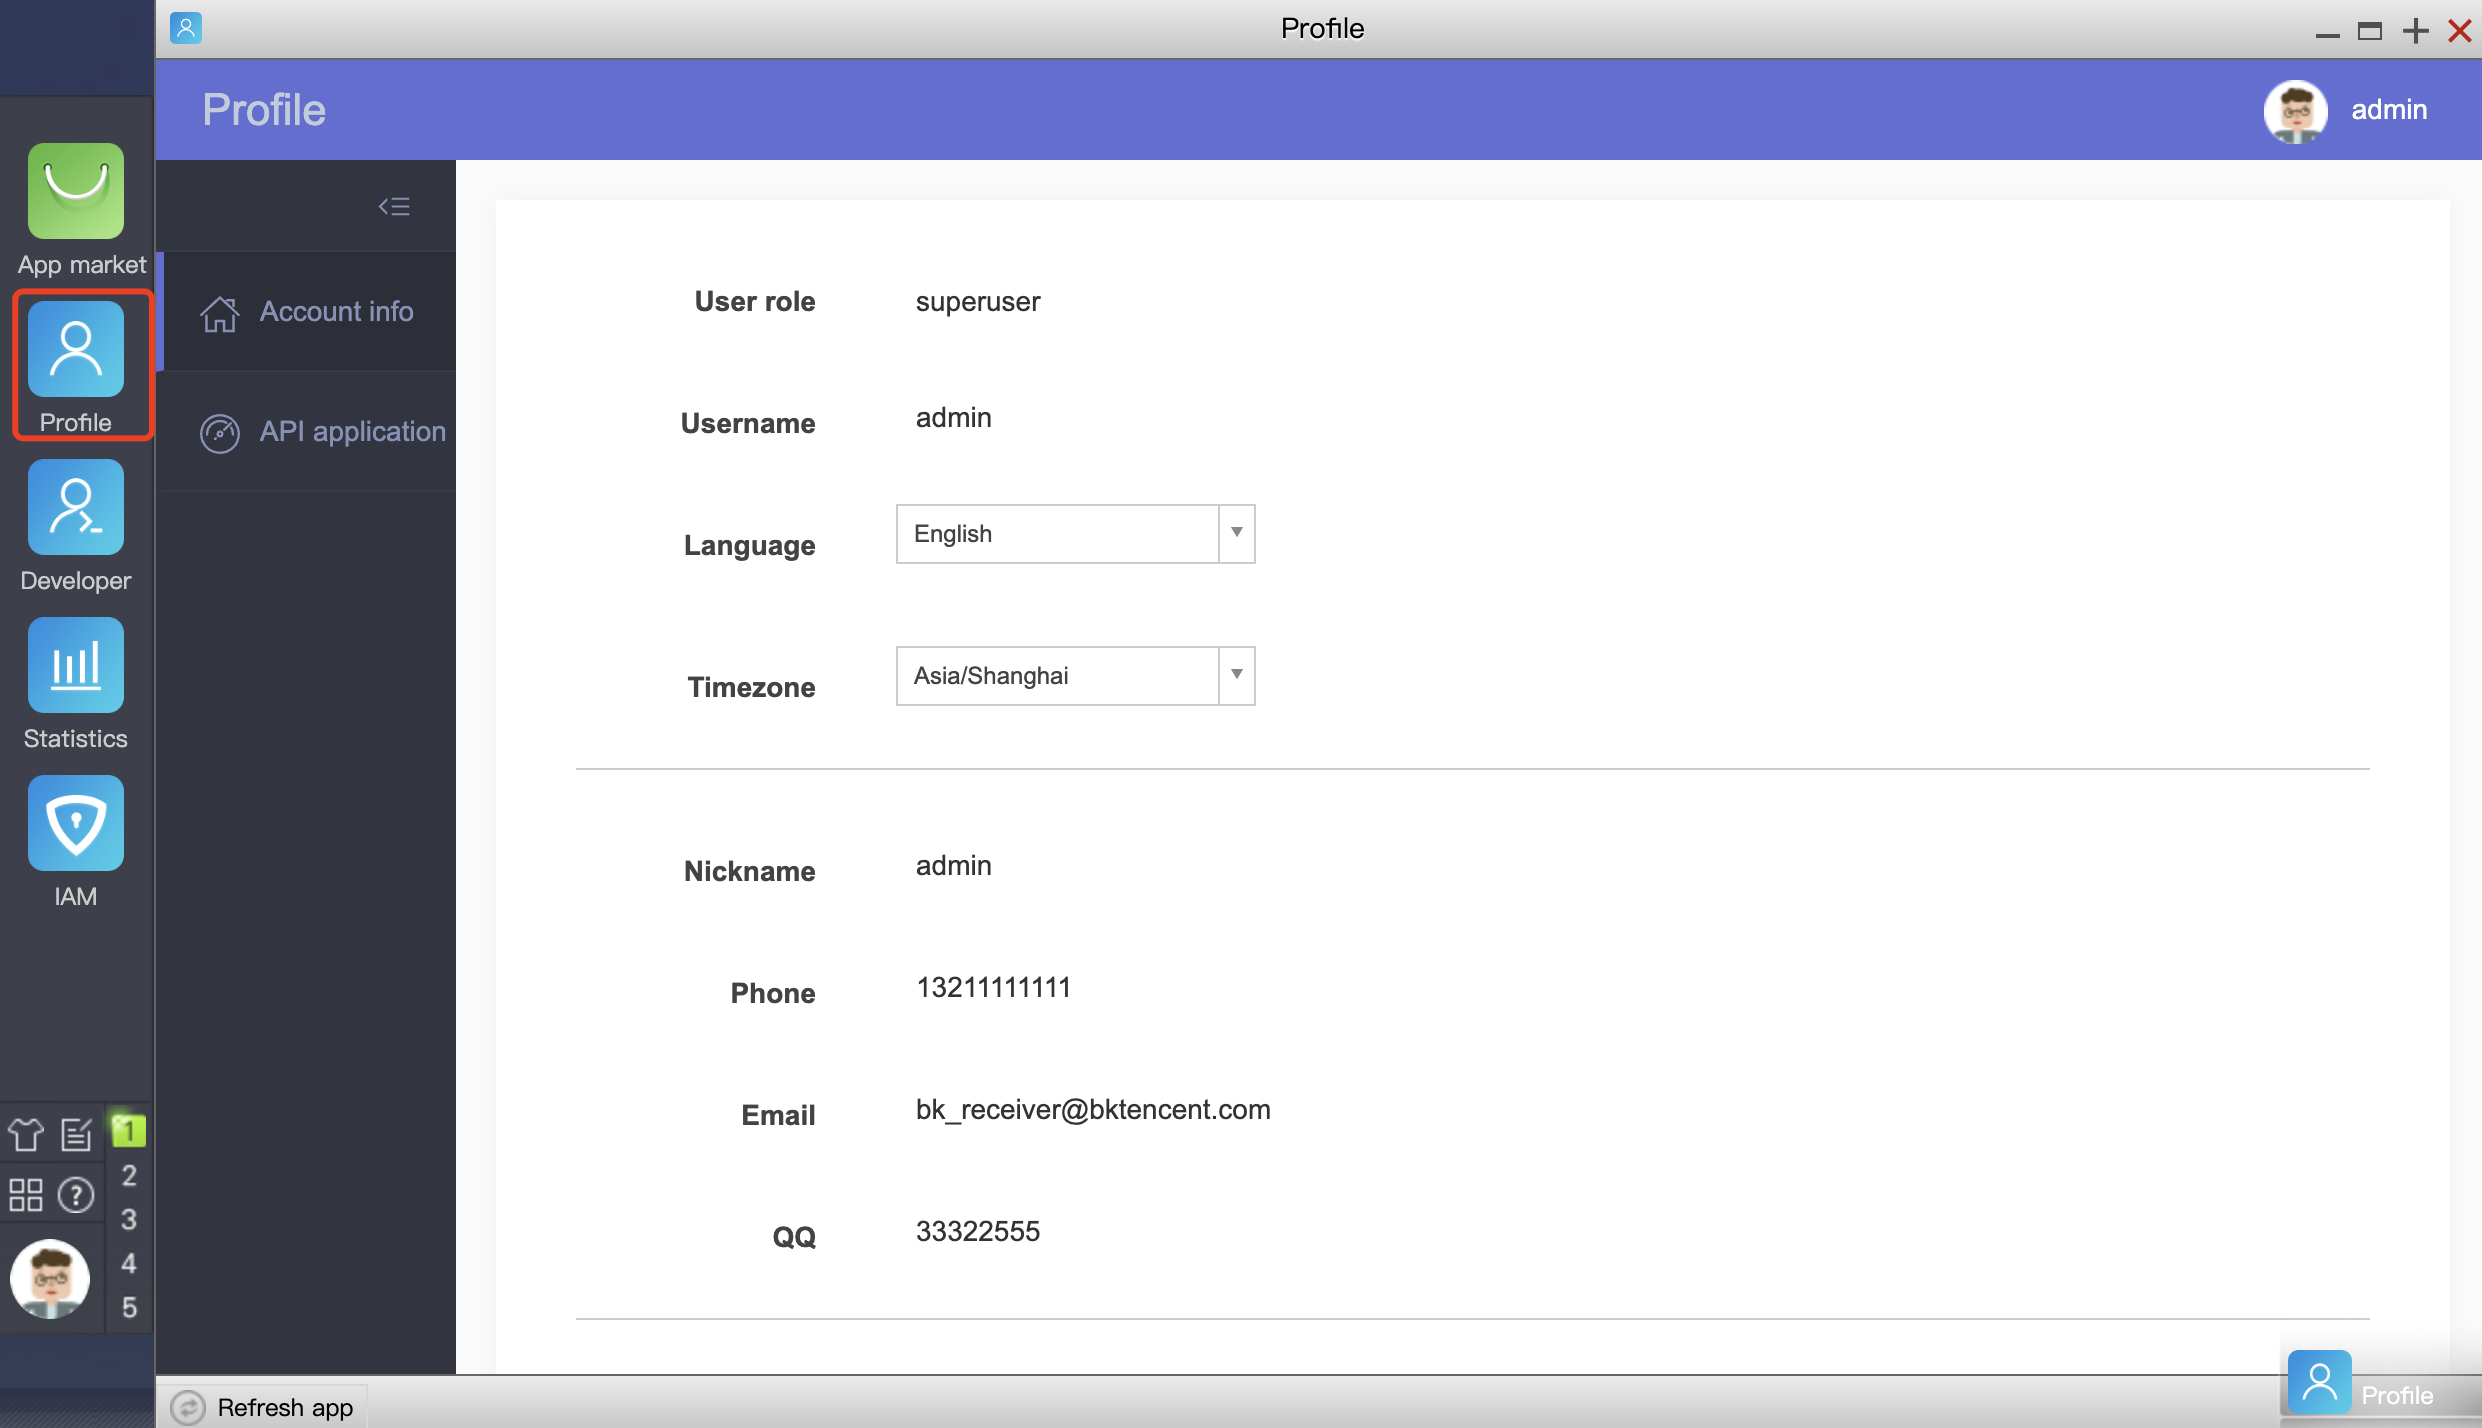 Profile
Profile
admin
App market
Profile
Developer
Statistics
IAM
1
2
3
4
5
Account info
API application
User role superuser
Username admin
Language English
Timezone Asia/Shanghai
Nickname admin
Phone 13211111111
Email bk_receiver@bktencent.com
QQ 33322555
Refresh app
Profile